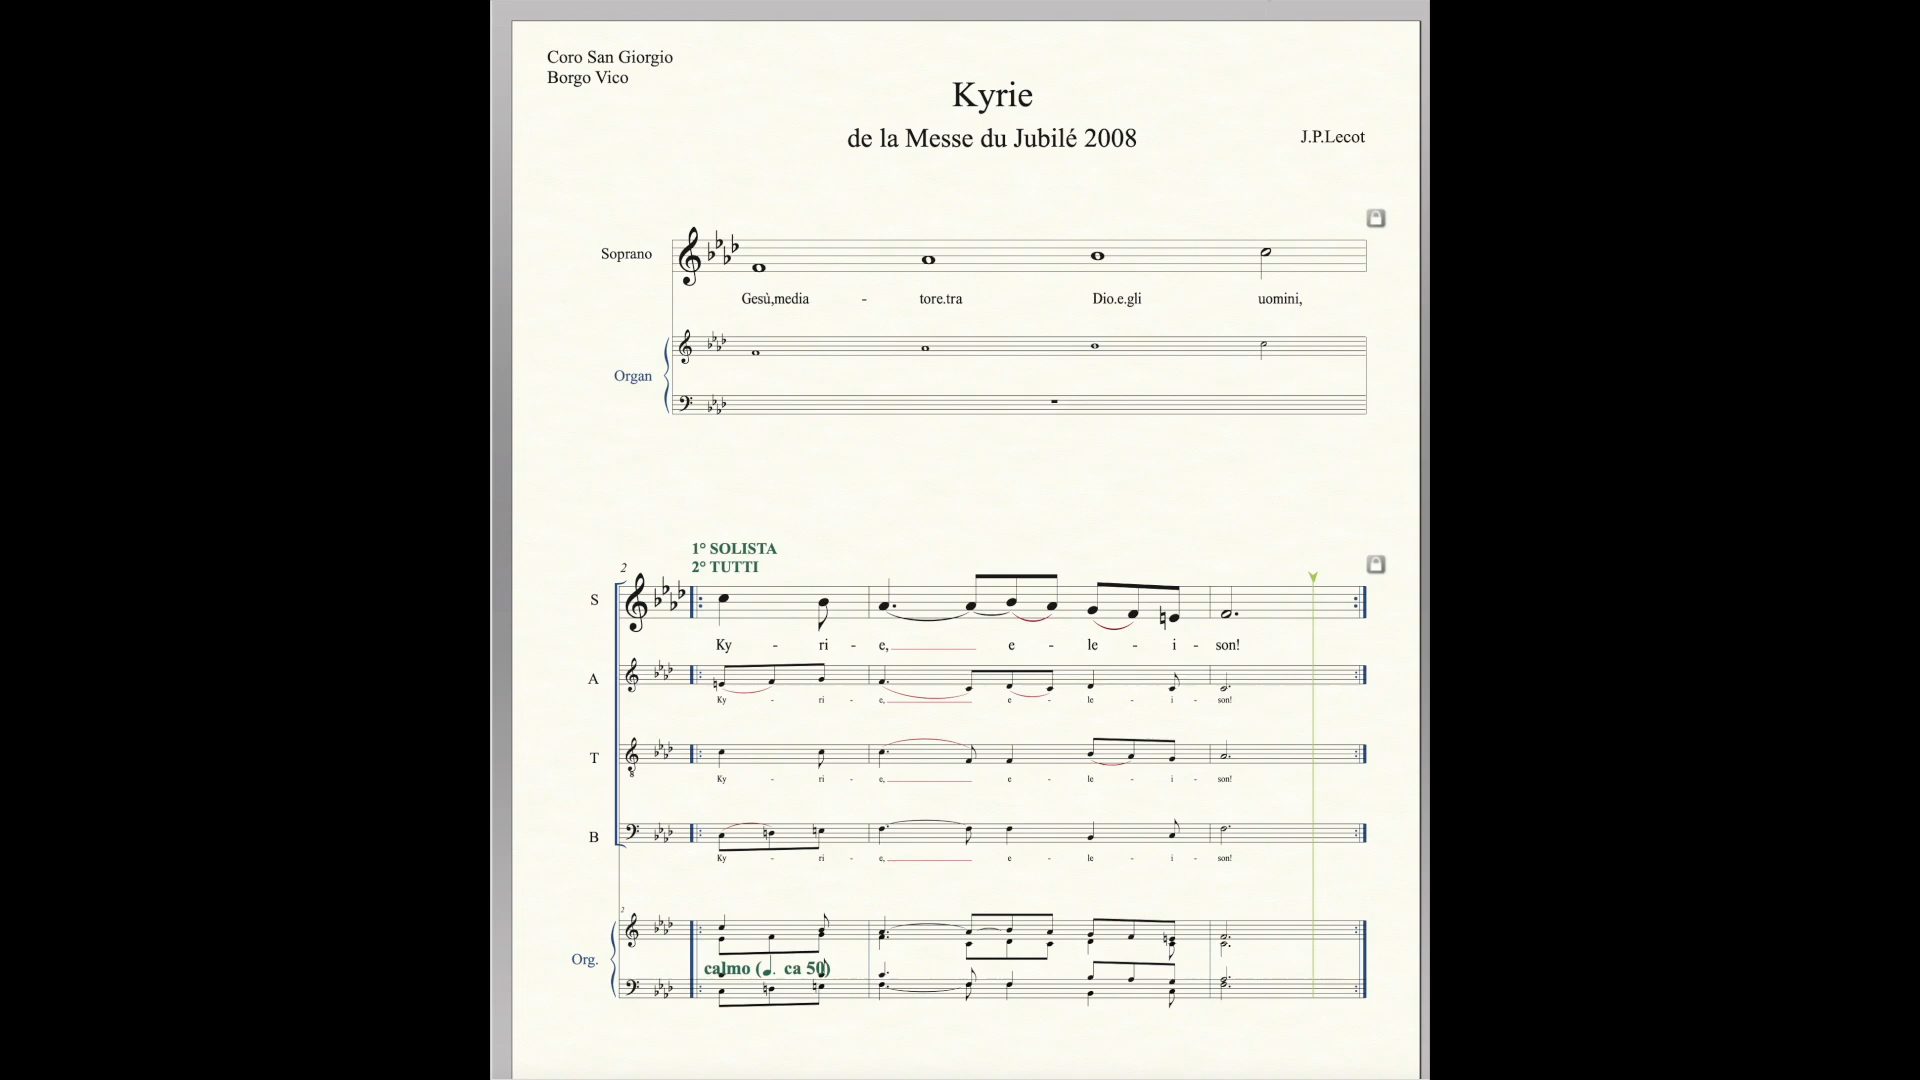 Coro San Giorgio
Borgo Vico
Kyrie
de la Messe du Jubilé 2008
J.P.Lecot
Soprano
Gesù,media - tore.tra Dio.e.gli uomini,
Organ
1° SOLISTA
2° TUTTI
2
S
Ky - ri - e, e - le - i - son!
A
Ky - ri - e, e - le - i - son!
T
Ky - ri - e, e - le - i - son!
B
Ky - ri - e, e - le - i - son!
2
Org.
calmo (♩. ca 50)